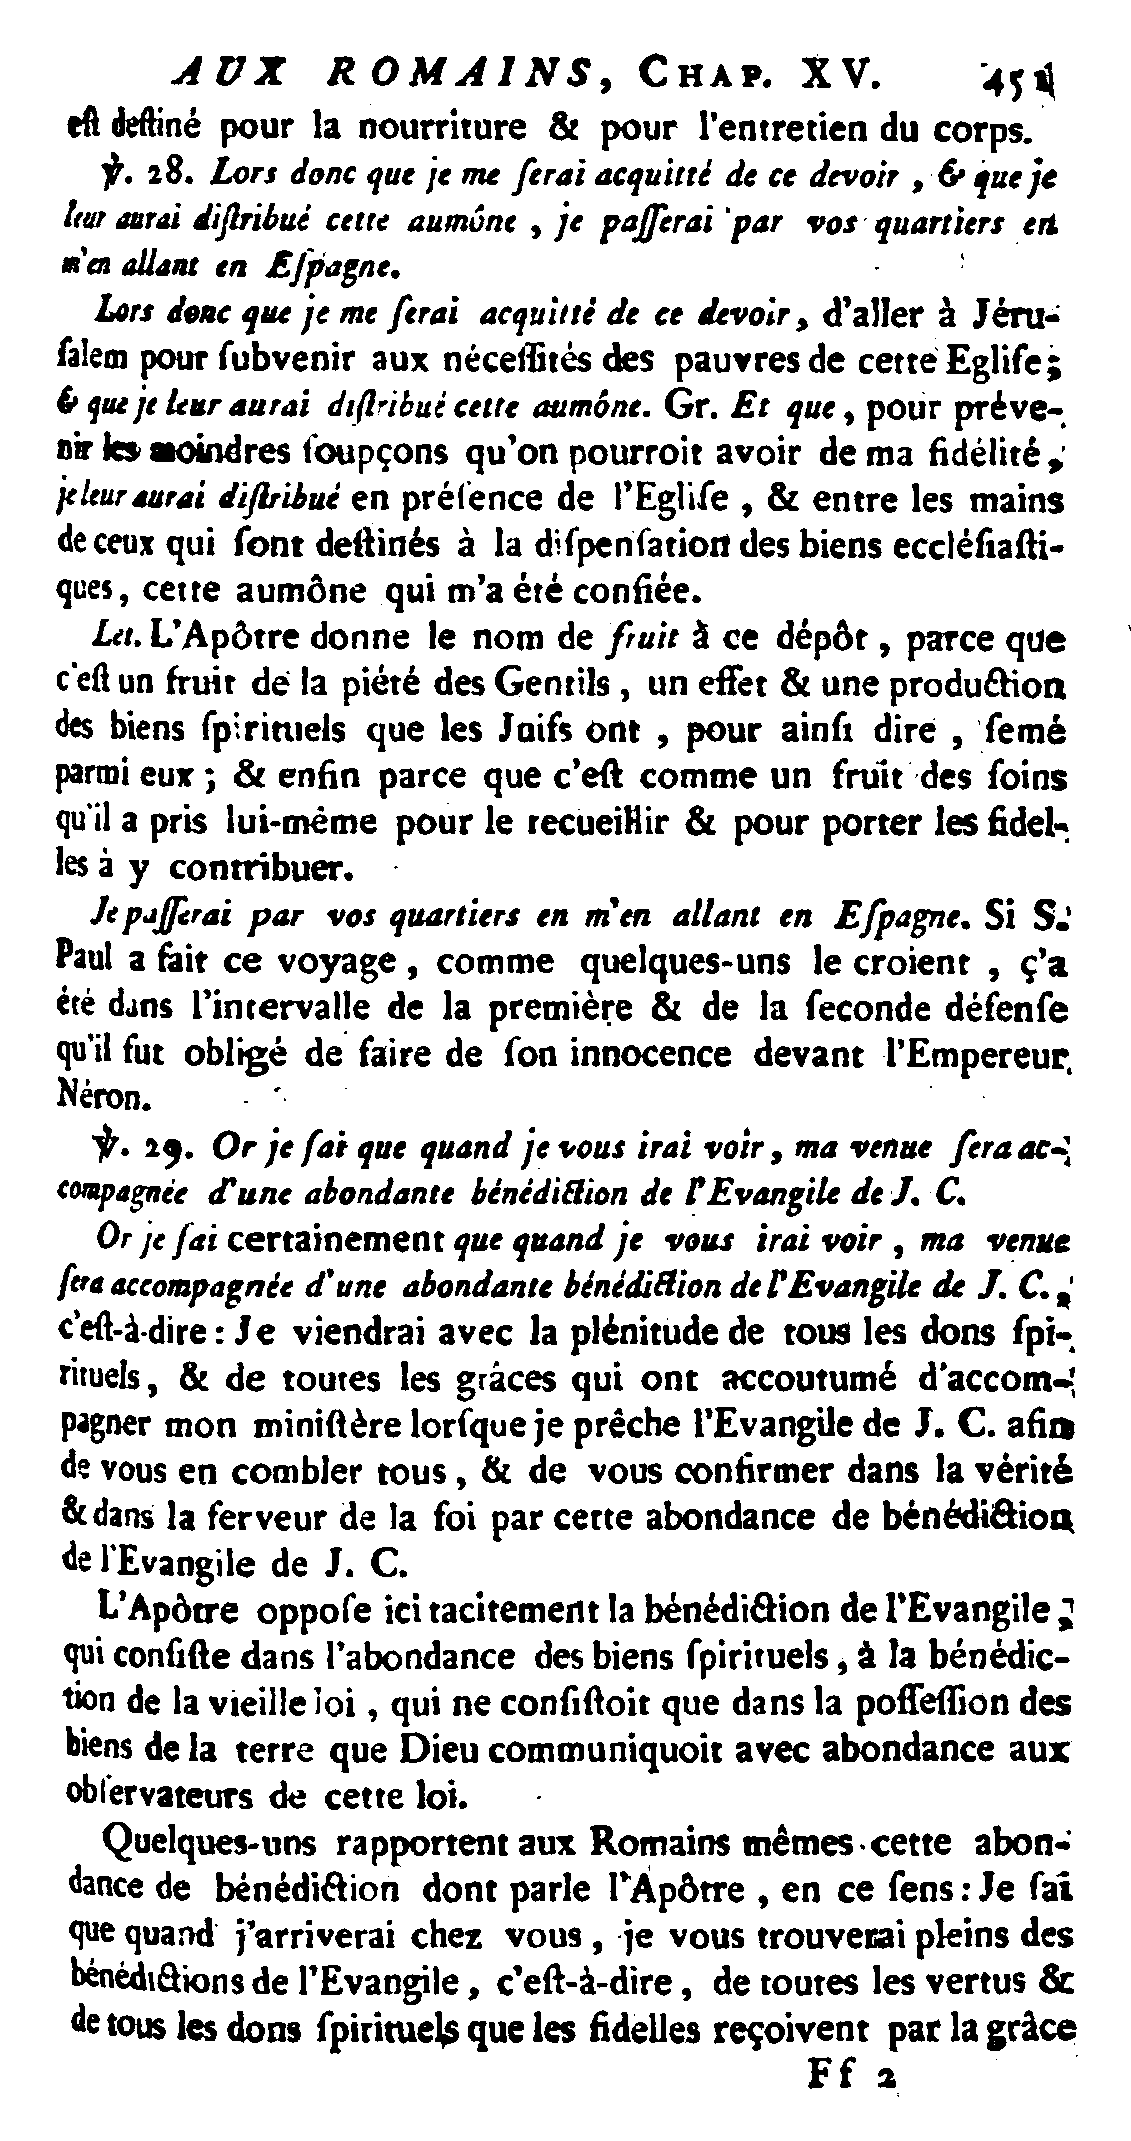 AUX ROMAINS, CHAP. XV. 451
eſt deſtiné pour la nourriture & pour l'entretien du corps.
℣. 28. Lors donc que je me ſerai acquitté de ce devoir, & que je
leur aurai diſtribué cette aumône, je paſſerai par vos quartiers en
m'en allant en Eſpagne.
Lors donc que je me ſerai acquitté de ce devoir, d'aller à Jéru-
ſalem pour ſubvenir aux néceſſités des pauvres de cette Egliſe;
& que je leur aurai diſtribué cette aumône. Gr. Et que, pour préve-
nir les moindres ſoupçons qu'on pourroit avoir de ma fidélité,
je leur aurai diſtribué en préſence de l'Egliſe, & entre les mains
de ceux qui ſont deſtinés à la diſpenſation des biens eccléſiaſti-
ques, cette aumône qui m'a été confiée.
Let. L'Apôtre donne le nom de fruit à ce dépôt, parce que
c'eſt un fruit de la piété des Gentils, un effet & une production
des biens ſpirituels que les Juifs ont, pour ainſi dire, ſemé
parmi eux; & enfin parce que c'eſt comme un fruit des ſoins
qu'il a pris lui-même pour le recueillir & pour porter les fidel-
les à y contribuer.
Je paſſerai par vos quartiers en m'en allant en Eſpagne. Si S.
Paul a fait ce voyage, comme quelques-uns le croient, ç'a
été dans l'intervalle de la première & de la ſeconde défenſe
qu'il fut obligé de faire de ſon innocence devant l'Empereur
Néron.
℣. 29. Or je ſai que quand je vous irai voir, ma venue ſera ac-
compagnée d'une abondante bénédiction de l'Evangile de J. C.
Or je ſai certainement que quand je vous irai voir, ma venue
ſera accompagnée d'une abondante bénédiction de l'Evangile de J. C.,
c'eſt-à-dire: Je viendrai avec la plénitude de tous les dons ſpi-
rituels, & de toutes les grâces qui ont accoutumé d'accom-
pagner mon miniſtère lorſque je prêche l'Evangile de J. C. afin
de vous en combler tous, & de vous confirmer dans la vérité
& dans la ferveur de la foi par cette abondance de bénédiction
de l'Evangile de J. C.
L'Apôtre oppoſe ici tacitement la bénédiction de l'Evangile,
qui conſiſte dans l'abondance des biens ſpirituels, à la bénédic-
tion de la vieille loi, qui ne conſiſtoit que dans la poſſeſſion des
biens de la terre que Dieu communiquoit avec abondance aux
obſervateurs de cette loi.
Quelques-uns rapportent aux Romains mêmes cette abon-
dance de bénédiction dont parle l'Apôtre, en ce ſens: Je ſai
que quand j'arriverai chez vous, je vous trouverai pleins des
bénédictions de l'Evangile, c'eſt-à-dire, de toutes les vertus &
de tous les dons ſpirituels que les fidelles reçoivent par la grâce
Ff 2